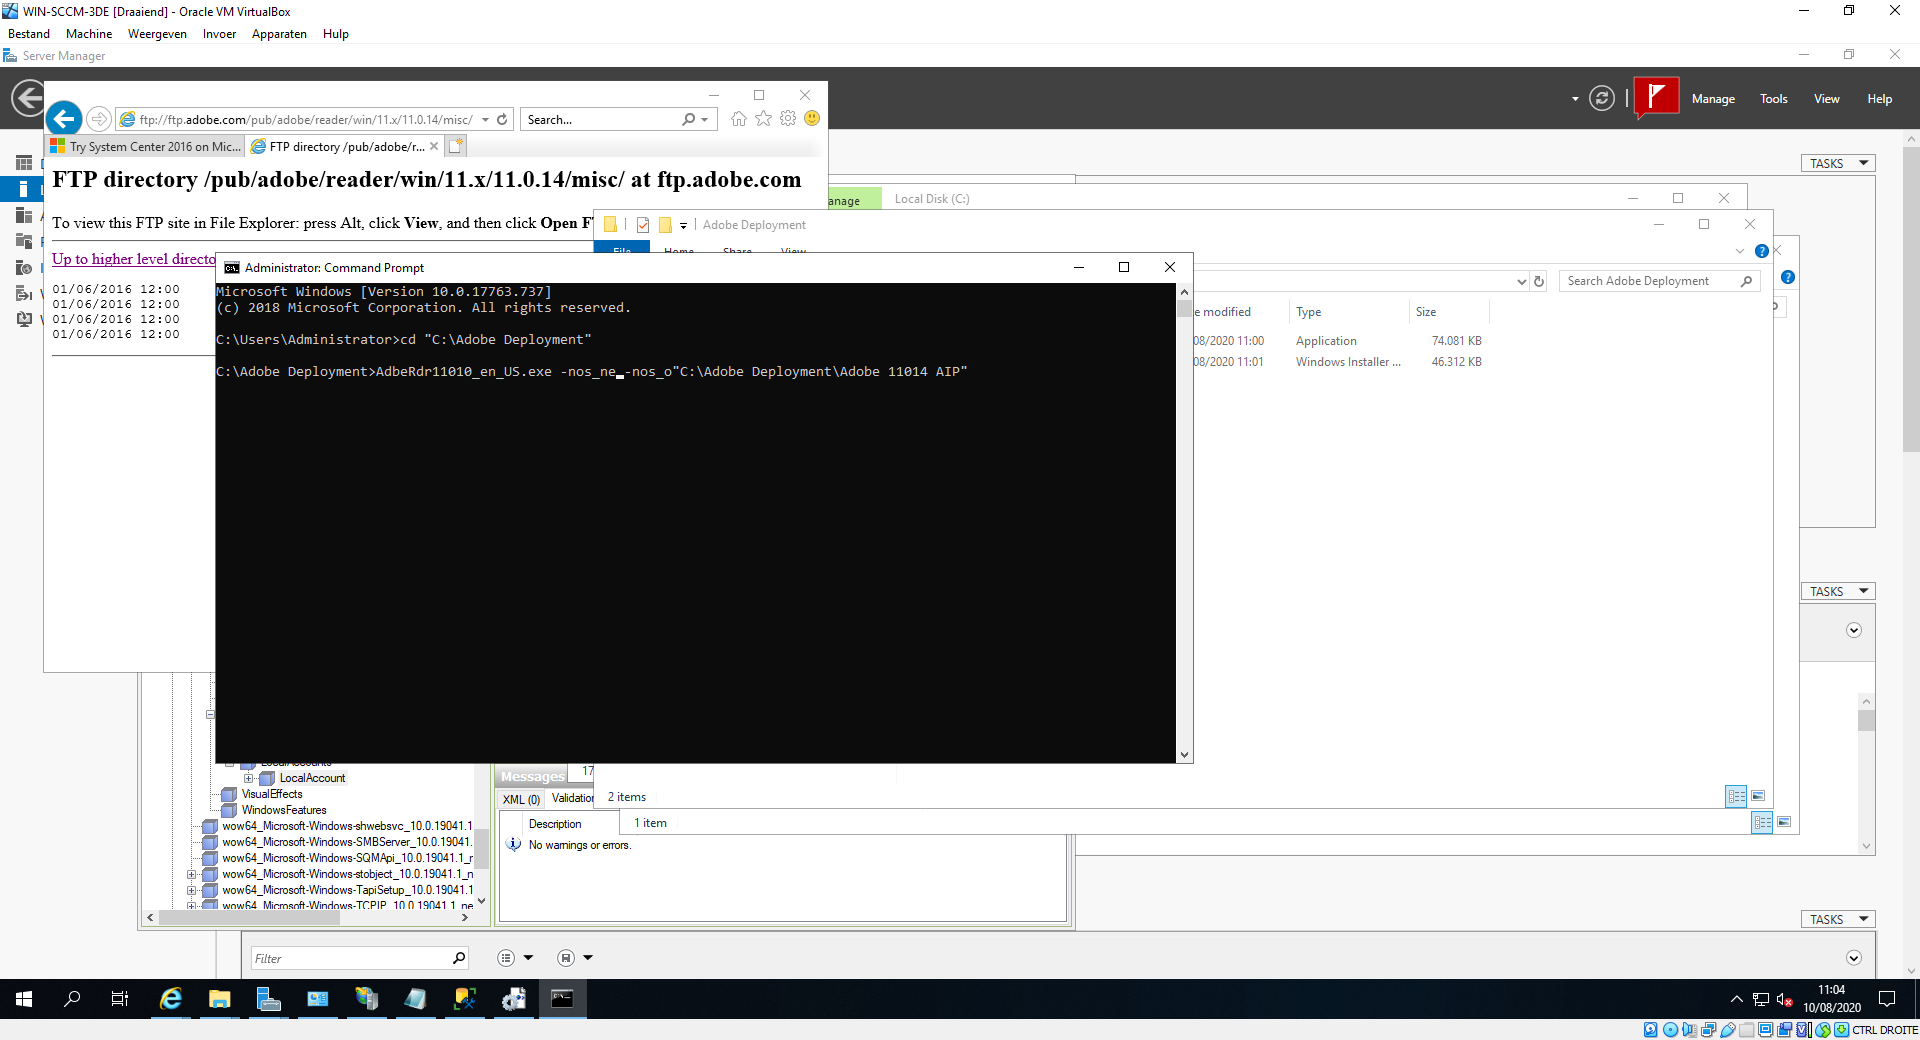 WIN-SCCM-3DE [Draaiend] - Oracle VM VirtualBox
Bestand Machine Weergeven Invoer Apparaten Hulp
Server Manager
Manage Tools View Help
ftp://ftp.adobe.com/pub/adobe/reader/win/11.x/11.0.14/misc/
Search...
Try System Center 2016 on Mic...
FTP directory /pub/adobe/r...
TASKS
FTP directory /pub/adobe/reader/win/11.x/11.0.14/misc/ at ftp.adobe.com
anage
Local Disk (C:)
To view this FTP site in File Explorer: press Alt, click View, and then click Open F
Adobe Deployment
File Home Share View
Up to higher level directo
Administrator: Command Prompt
Search Adobe Deployment
01/06/2016 12:00
01/06/2016 12:00
01/06/2016 12:00
01/06/2016 12:00
Microsoft Windows [Version 10.0.17763.737]
(c) 2018 Microsoft Corporation. All rights reserved.
C:\Users\Administrator>cd "C:\Adobe Deployment"
C:\Adobe Deployment>AdbeRdr11010_en_US.exe -nos_ne -nos_o"C:\Adobe Deployment\Adobe 11014 AIP"
e modified Type Size
08/2020 11:00 Application 74.081 KB
08/2020 11:01 Windows Installer ... 46.312 KB
TASKS
LocalAccounts
LocalAccount
VisualEffects
WindowsFeatures
wow64_Microsoft-Windows-shwebsvc_10.0.19041.1
wow64_Microsoft-Windows-SMBServer_10.0.19041.
wow64_Microsoft-Windows-SQMApi_10.0.19041.1_r
wow64_Microsoft-Windows-stobject_10.0.19041.1_n
wow64_Microsoft-Windows-TapiSetup_10.0.19041.1
wow64_Microsoft-Windows-TCPIP_10.0.19041.1_ne
Messages 17
XML (0) Validation
Description
No warnings or errors.
2 items
1 item
TASKS
Filter
11:04
10/08/2020
CTRL DROITE